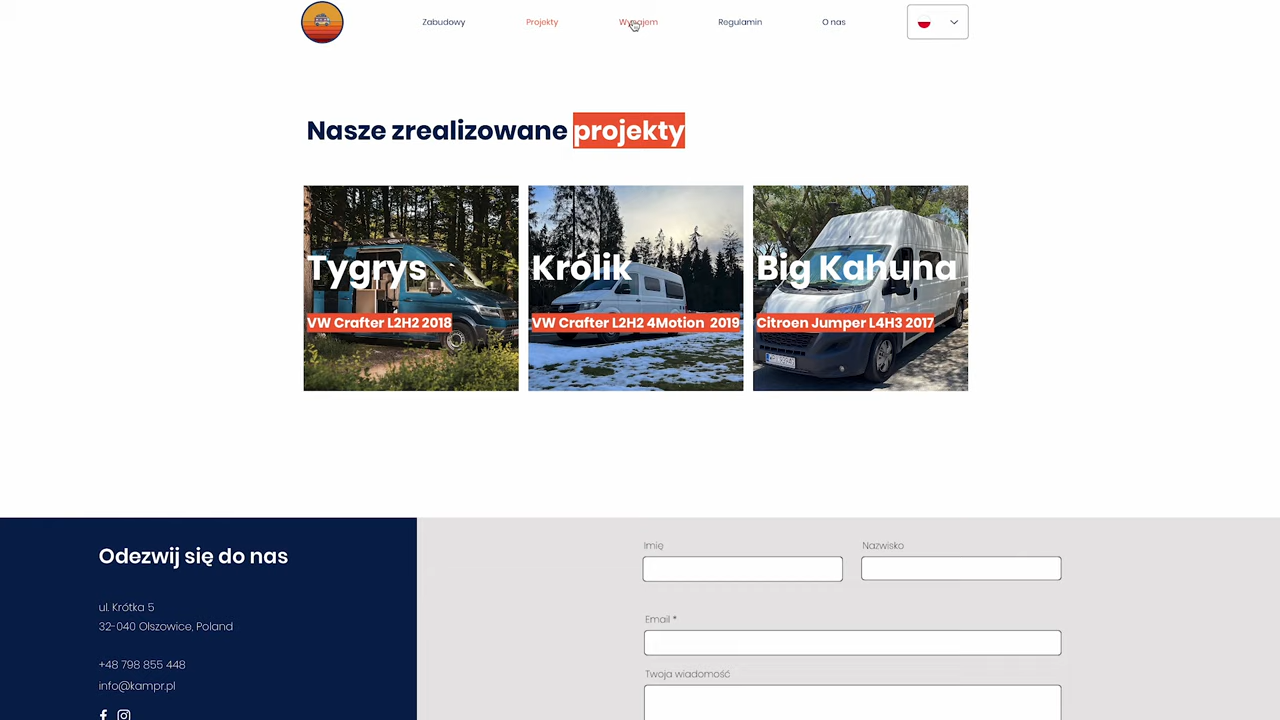 Zabudowy
Projekty
Wynajem
Regulamin
O nas
Nasze zrealizowane projekty
Tygrys
VW Crafter L2H2 2018
Królik
VW Crafter L2H2 4Motion 2019
Big Kahuna
Citroen Jumper L4H3 2017
Odezwij się do nas
ul. Krótka 5
32-040 Olszowice, Poland
+48 798 855 448
info@kampr.pl
Imię
Nazwisko
Email *
Twoja wiadomość